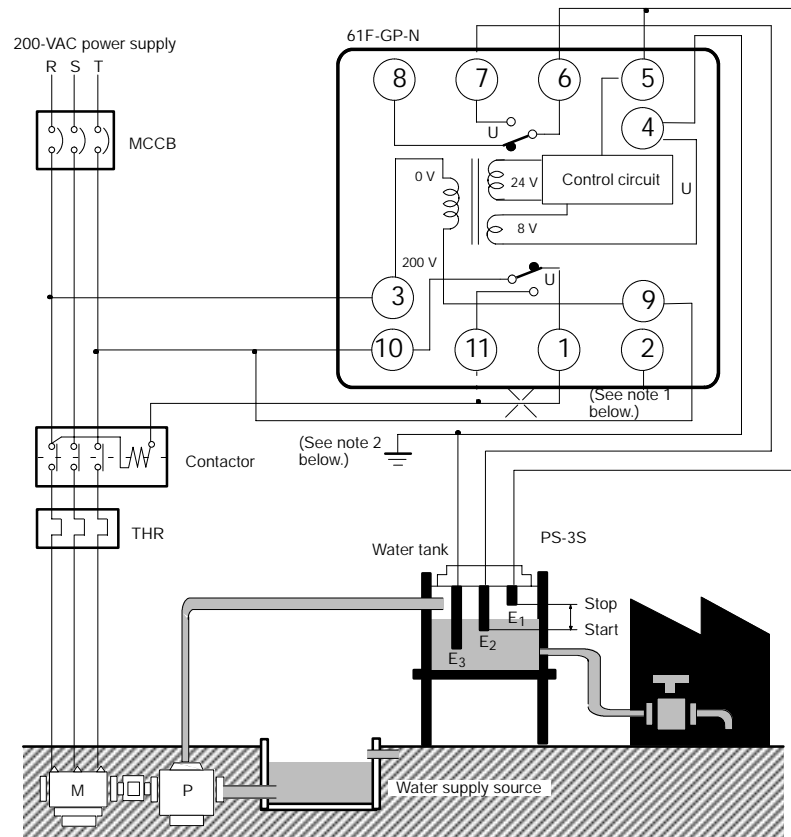 61F-GP-N
200-VAC power supply
R S T
MCCB
8
7
6
5
4
U
0 V
24 V
Control circuit
U
8 V
200 V
U
3
9
10
11
1
2
(See note 1
below.)
(See note 2
below.)
Contactor
THR
Water tank
PS-3S
Stop
Start
E1
E2
E3
M
P
Water supply source